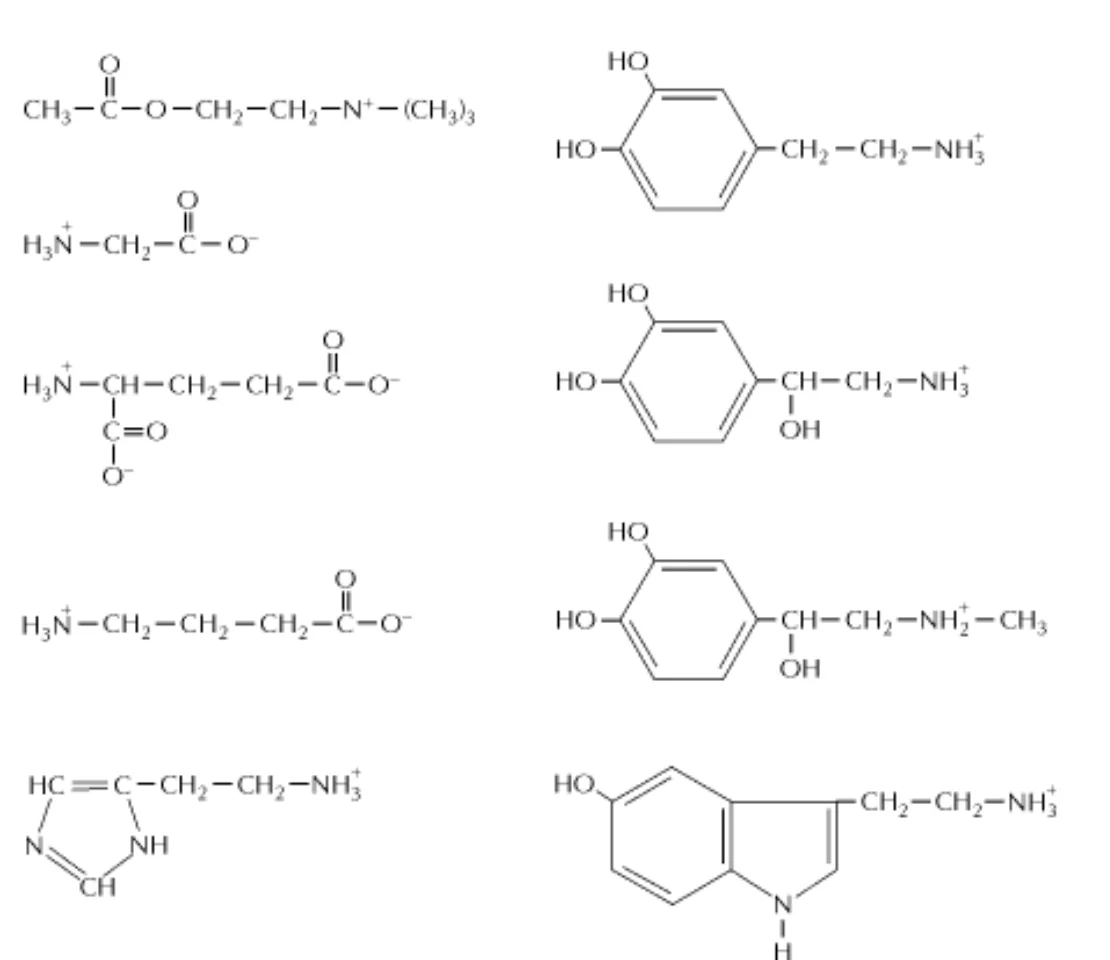 O
CH₃–C–O–CH₂–CH₂–N⁺–(CH₃)₃
O
H₃N⁺–CH₂–C–O⁻
O
H₃N⁺–CH–CH₂–CH₂–C–O⁻
C=O
O⁻
O
H₃N⁺–CH₂–CH₂–CH₂–C–O⁻
HC=C–CH₂–CH₂–NH₃⁺
N NH
CH
HO
HO –CH₂–CH₂–NH₃⁺
HO
HO –CH–CH₂–NH₃⁺
OH
HO
HO –CH–CH₂–NH₂⁺–CH₃
OH
HO –CH₂–CH₂–NH₃⁺
N
H